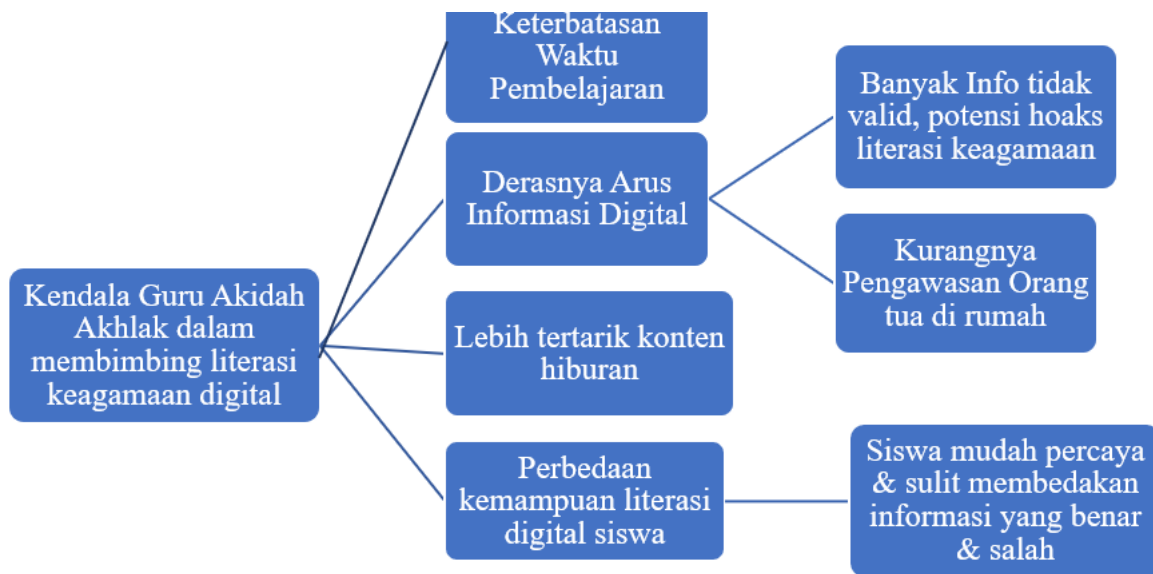 Keterbatasan
Waktu
Pembelajaran
Banyak Info tidak
valid, potensi hoaks
literasi keagamaan
Derasnya Arus
Informasi Digital
Kurangnya
Pengawasan Orang
tua di rumah
Kendala Guru Akidah
Akhlak dalam
membimbing literasi
keagamaan digital
Lebih tertarik konten
hiburan
Perbedaan
kemampuan literasi
digital siswa
Siswa mudah percaya
& sulit membedakan
informasi yang benar
& salah